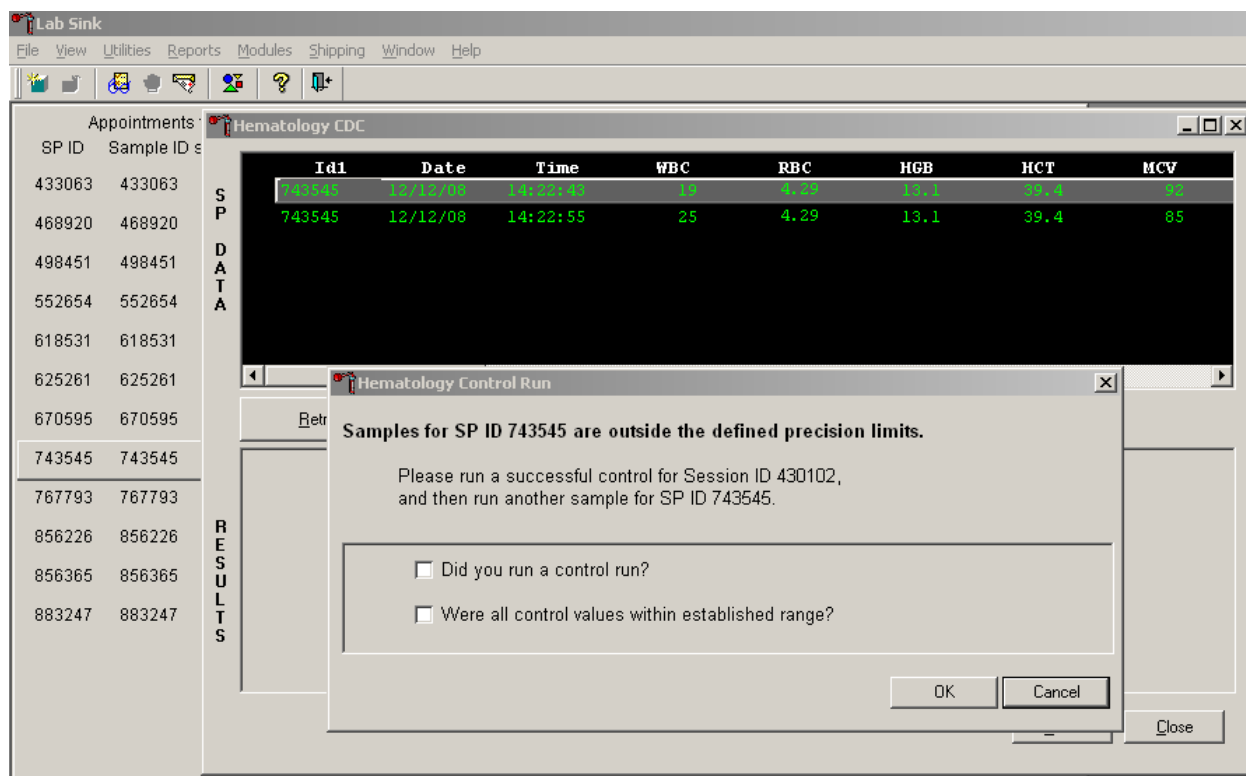 Lab Sink
File View Utilities Reports Modules Shipping Window Help
Appointments
SP ID Sample ID s
433063 433063
468920 468920
498451 498451
552654 552654
618531 618531
625261 625261
670595 670595
743545 743545
767793 767793
856226 856226
856365 856365
883247 883247
Hematology CDC
SP DATA
Id1 Date Time WBC RBC HGB HCT MCV
743545 12/12/08 14:22:43 19 4.29 13.1 39.4 92
743545 12/12/08 14:22:55 25 4.29 13.1 39.4 85
Retr
RESULTS
Hematology Control Run
Samples for SP ID 743545 are outside the defined precision limits.
Please run a successful control for Session ID 430102,
and then run another sample for SP ID 743545.
Did you run a control run?
Were all control values within established range?
OK Cancel
Close